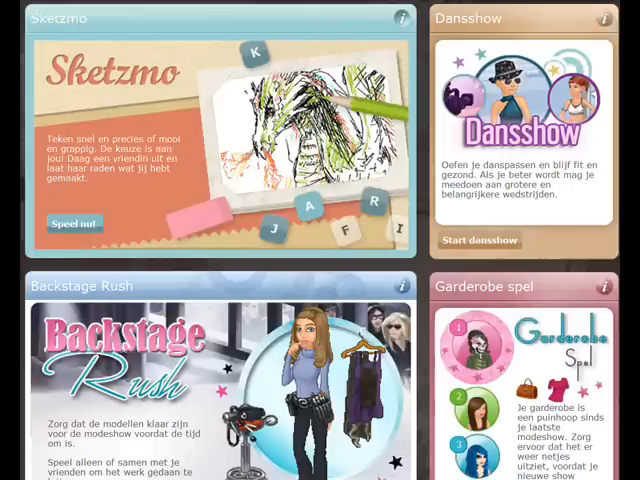 Sketzmo
i
Sketzmo
K
Teken snel en precies of mooi
en grappig. De keuze is aan
jou! Daag een vriendin uit en
laat haar raden wat jij hebt
gemaakt.
J A F R I
Speel nu!
Dansshow
i
Dansshow
Oefen je danspassen en blijf fit en
gezond. Als je beter wordt mag je
meedoen aan grotere en
belangrijkere wedstrijden.
Start dansshow
Backstage Rush
i
Backstage
Rush
Zorg dat de modellen klaar zijn
voor de modeshow voordat de tijd
om is.
Speel alleen of samen met je
vrienden om het werk gedaan te
Garderobe spel
i
1
Garderobe
Spel
2
3
Je garderobe is
een puinhoop sinds
je laatste
modeshow. Zorg
ervoor dat het er
weer netjes
uitziet, voordat je
nieuwe show